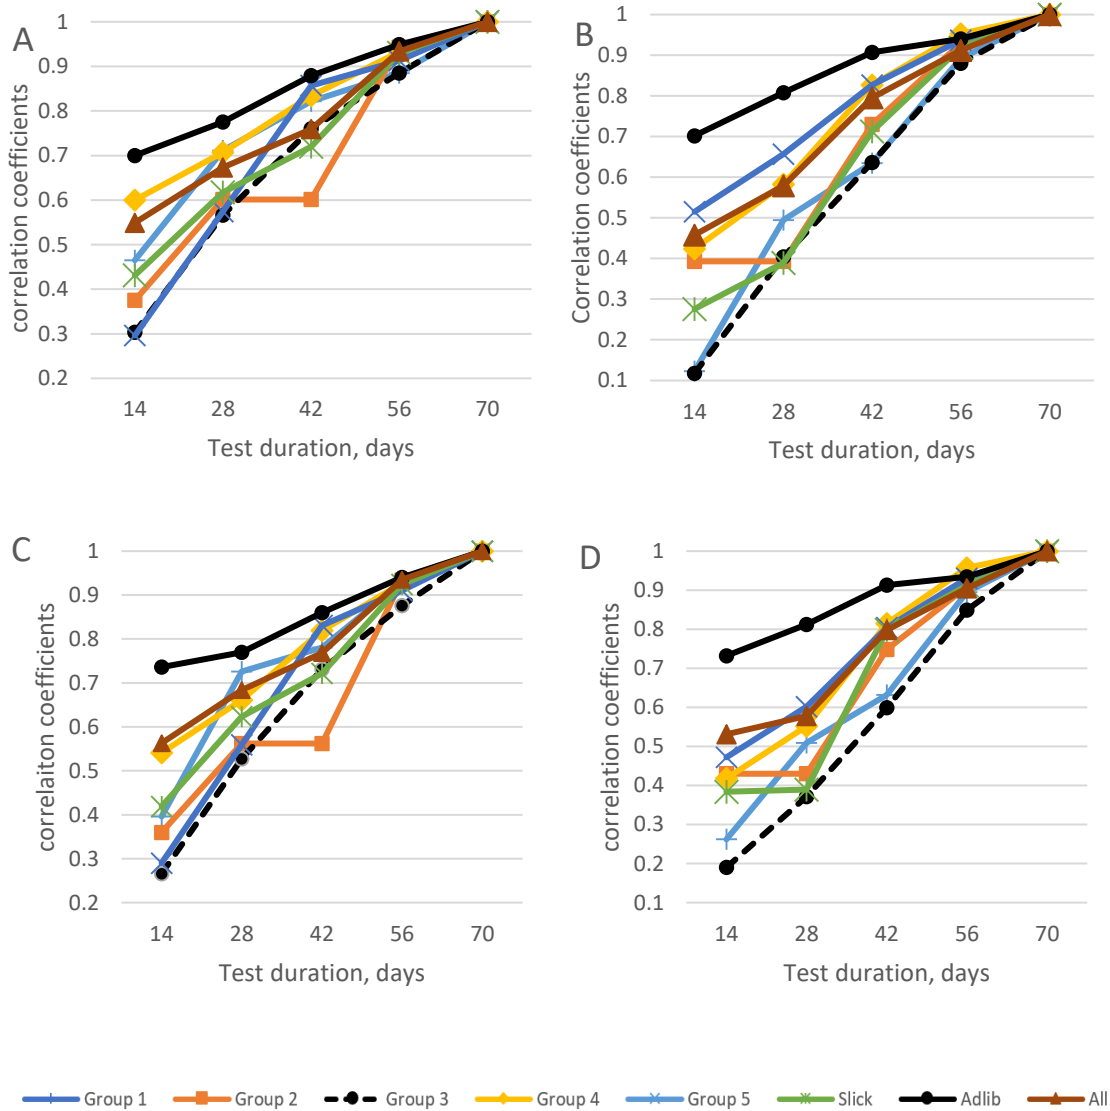 A
1
0.9
0.8
0.7
0.6
0.5
0.4
0.3
0.2
correlation coefficients
14 28 42 56 70
Test duration, days
B
1
0.9
0.8
0.7
0.6
0.5
0.4
0.3
0.2
0.1
Correlation coefficients
14 28 42 56 70
Test duration, days
C
1
0.9
0.8
0.7
0.6
0.5
0.4
0.3
0.2
correlaiton coefficients
14 28 42 56 70
Test duration, days
D
1
0.9
0.8
0.7
0.6
0.5
0.4
0.3
0.2
0.1
correlation coefficients
14 28 42 56 70
Test duration, days
Group 1 Group 2 Group 3 Group 4 Group 5 Slick Adlib All